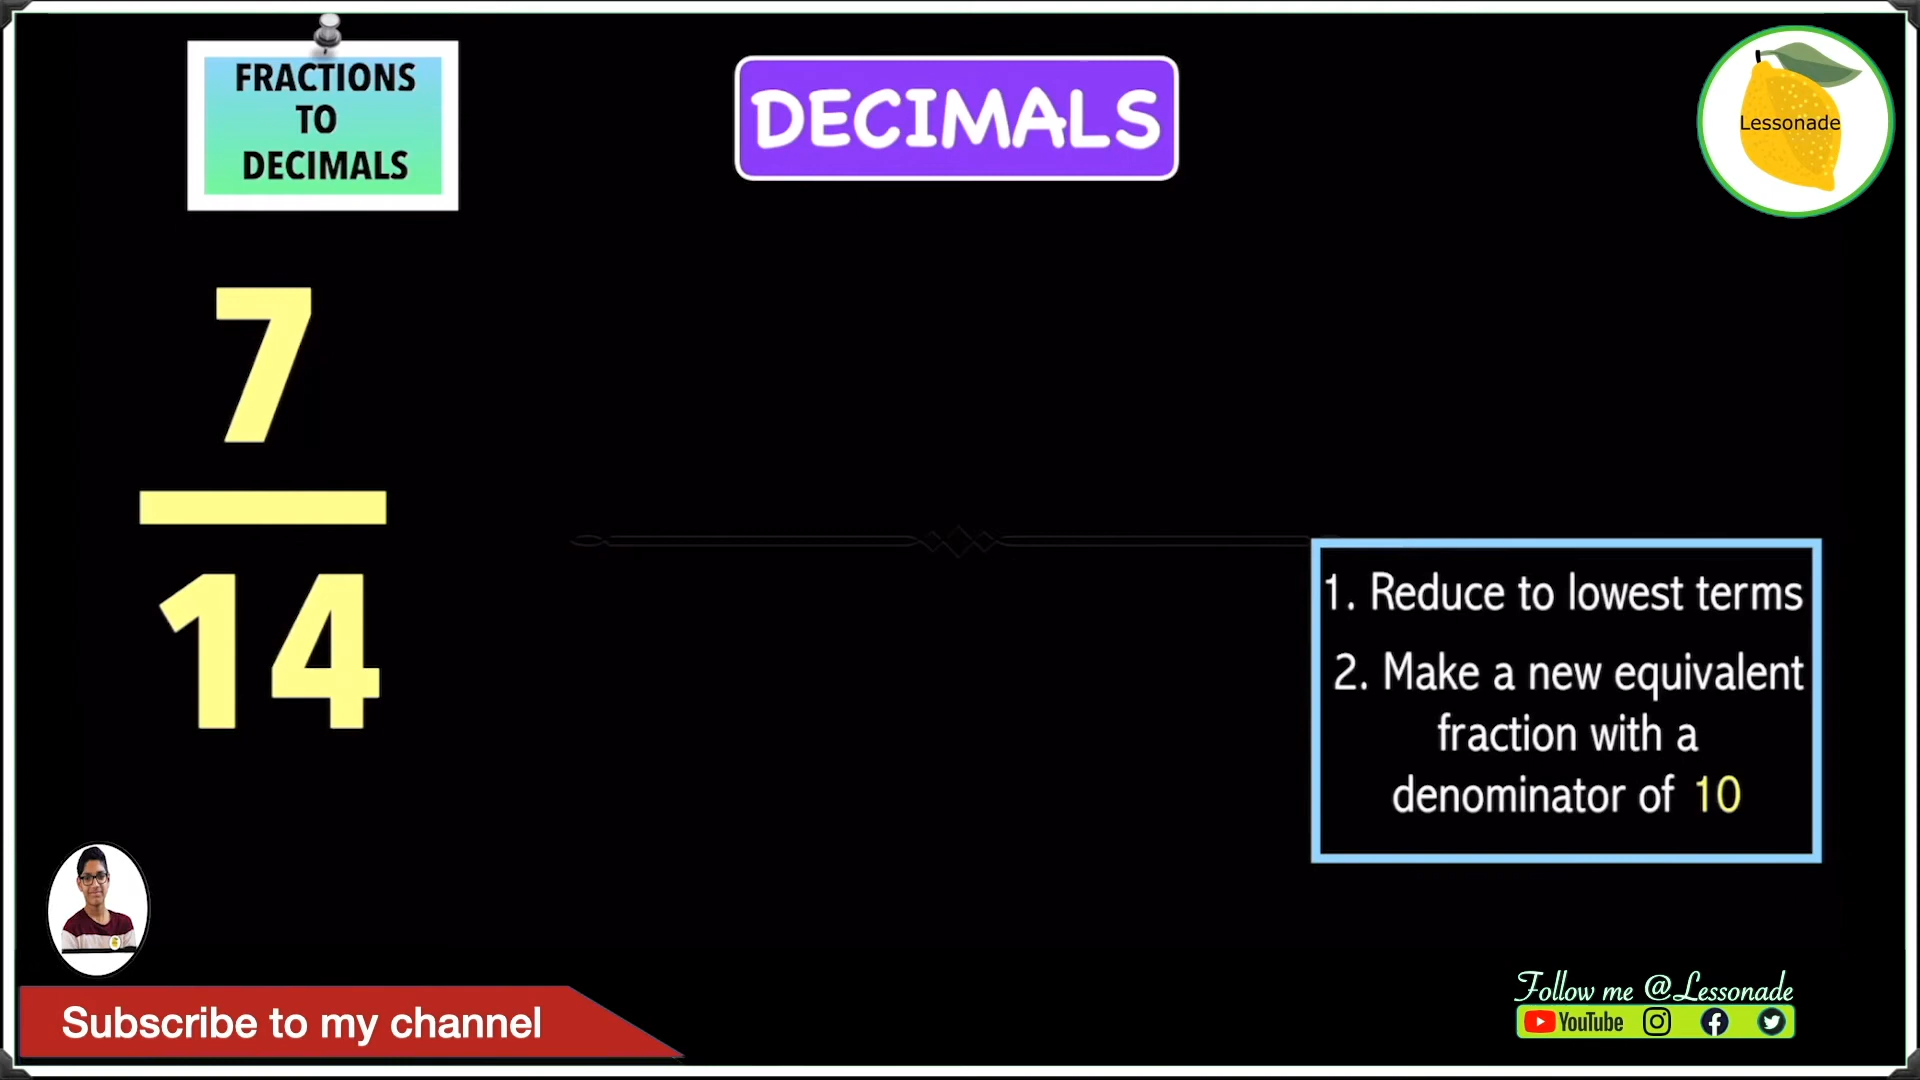 FRACTIONS
TO
DECIMALS
DECIMALS
Lessonade
7
14
1. Reduce to lowest terms
2. Make a new equivalent
fraction with a
denominator of 10
Subscribe to my channel
Follow me @Lessonade
YouTube